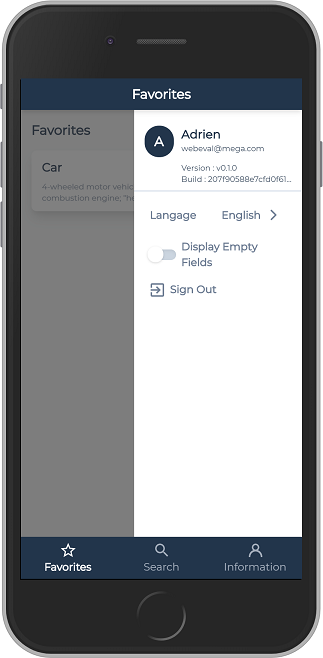 Favorites
Favorites
Car
4-wheeled motor vehic
combustion engine; "he
A
Adrien
webeval@mega.com
Version : v0.1.0
Build : 207f90588e7cfd0f61...
Langage
English
Display Empty
Fields
Sign Out
Favorites
Search
Information